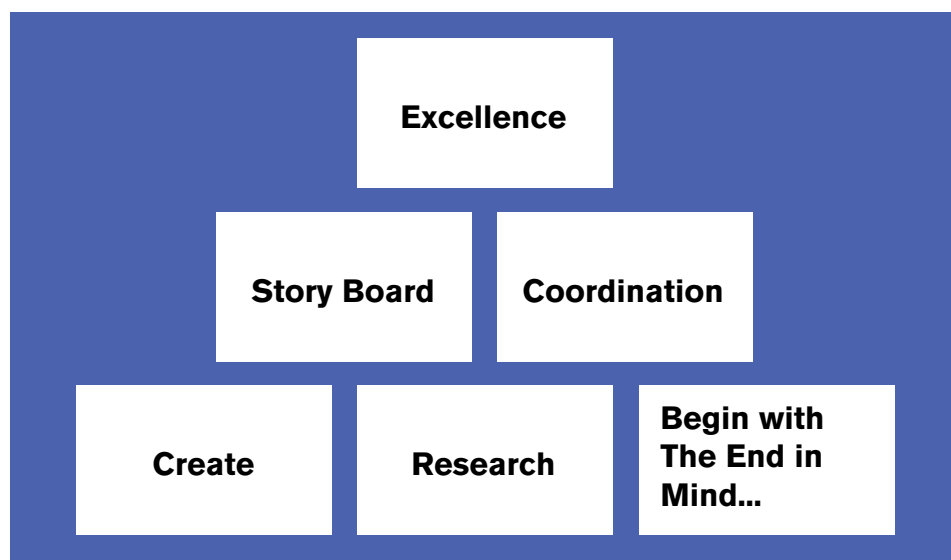 Excellence
Story Board
Coordination
Create
Research
Begin with
The End in
Mind...